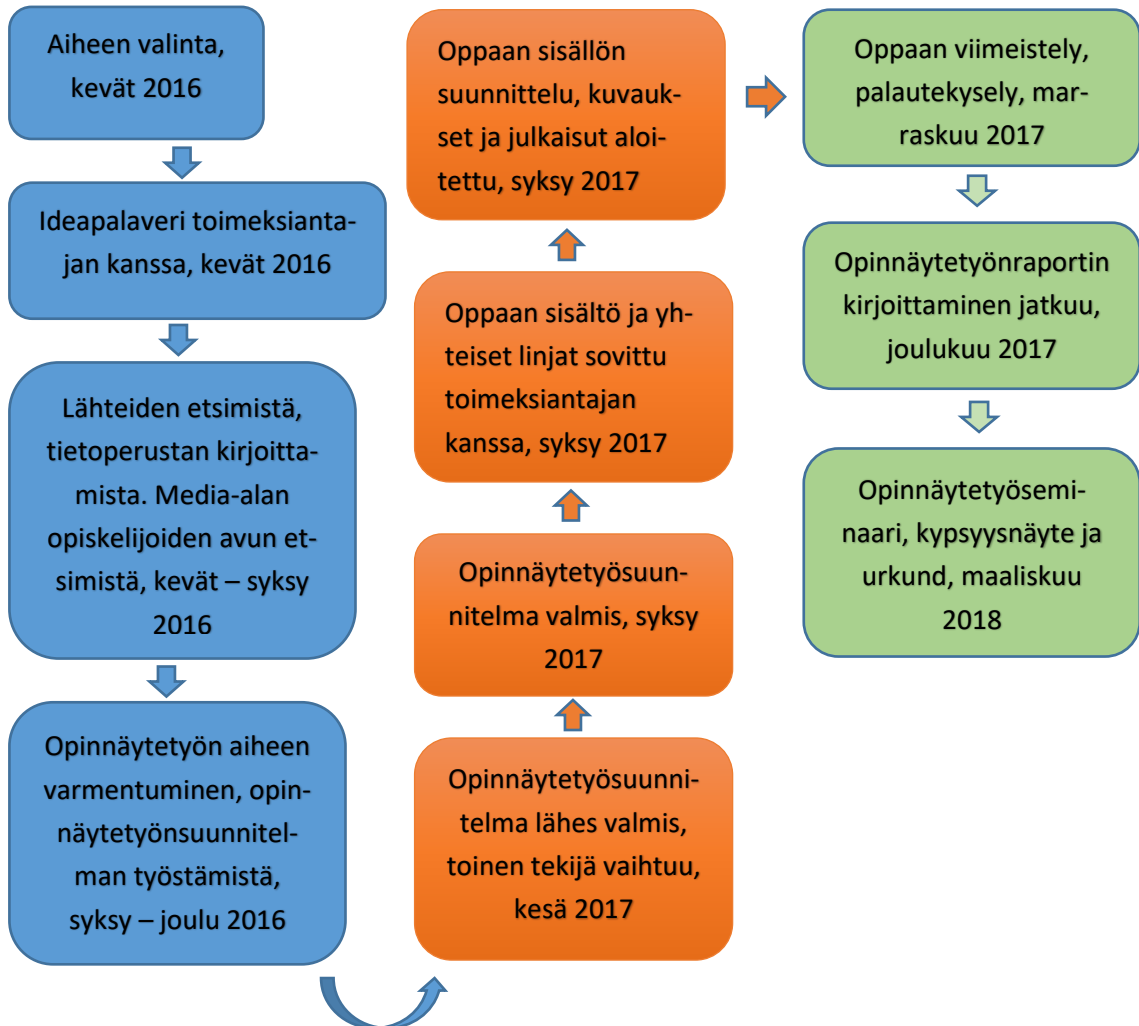 Aiheen valinta,
kevät 2016
Ideapalaveri toimeksianta-
jan kanssa, kevät 2016
Lähteiden etsimistä,
tietoperustan kirjoitta-
mista. Media-alan
opiskelijoiden avun et-
simistä, kevät – syksy
2016
Opinnäytetyön aiheen
varmentuminen, opin-
näytetyönsuunnitel-
man työstämistä,
syksy – joulu 2016
Opinnäytetyösuunni-
telma lähes valmis,
toinen tekijä vaihtuu,
kesä 2017
Opinnäytetyösuun-
nitelma valmis, syksy
2017
Oppaan sisältö ja yh-
teiset linjat sovittu
toimeksiantajan
kanssa, syksy 2017
Oppaan sisällön
suunnittelu, kuvauk-
set ja julkaisut aloi-
tettu, syksy 2017
Oppaan viimeistely,
palautekysely, mar-
raskuu 2017
Opinnäytetyönraportin
kirjoittaminen jatkuu,
joulukuu 2017
Opinnäytetyösemi-
naari, kypsyysnäyte ja
urkund, maaliskuu
2018